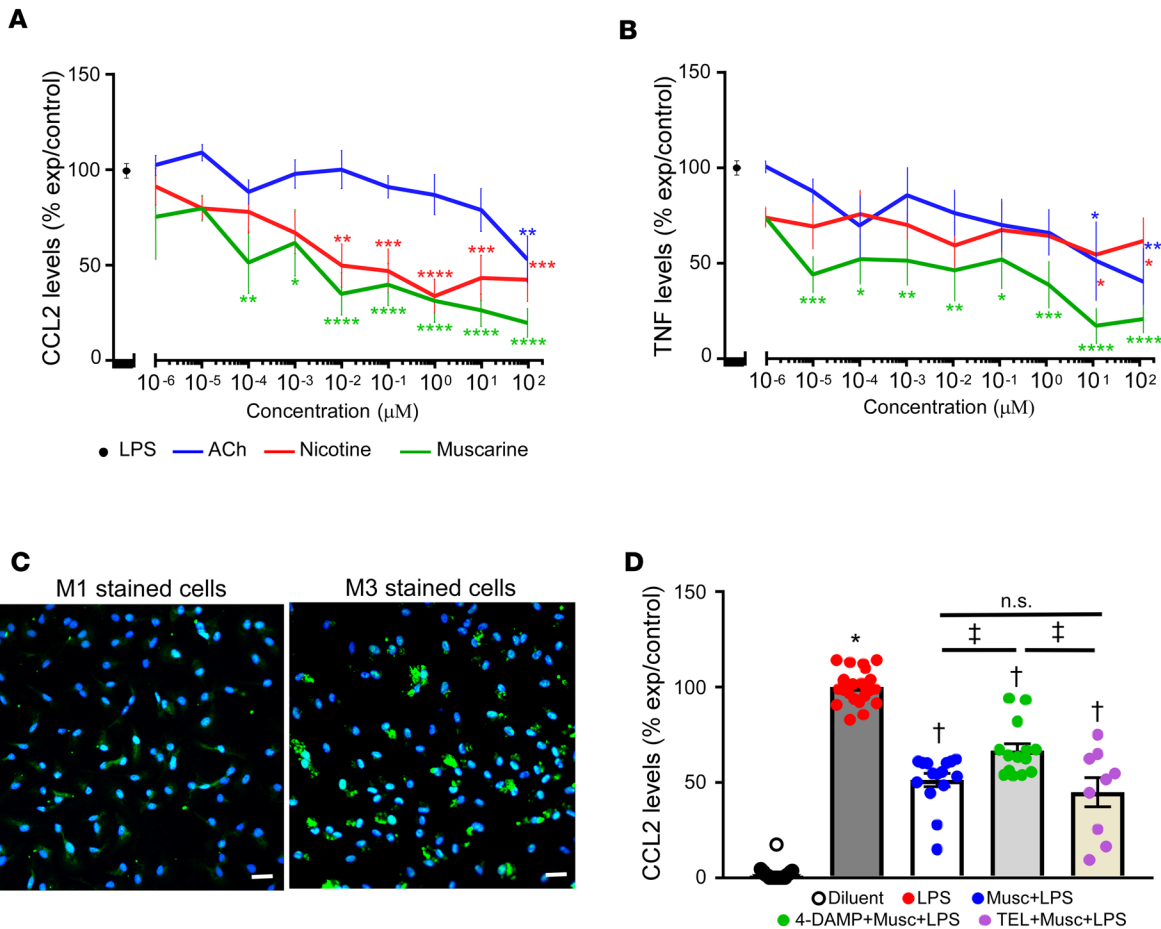 A
CCL2 levels (% exp/control)
150
100
50
0
**
***
**
***
****
***
**
*
****
****
****
****
****
10-6 10-5 10-4 10-3 10-2 10-1 100 101 102
Concentration (μM)
B
TNF levels (% exp/control)
150
100
50
0
*
**
*
*
***
*
**
**
*
***
****
****
10-6 10-5 10-4 10-3 10-2 10-1 100 101 102
Concentration (μM)
LPS ACh Nicotine Muscarine
C
M1 stained cells
M3 stained cells
D
CCL2 levels (% exp/control)
150
100
50
0
n.s.
‡ ‡
*
†
†
†
Diluent LPS Musc+LPS
4-DAMP+Musc+LPS TEL+Musc+LPS